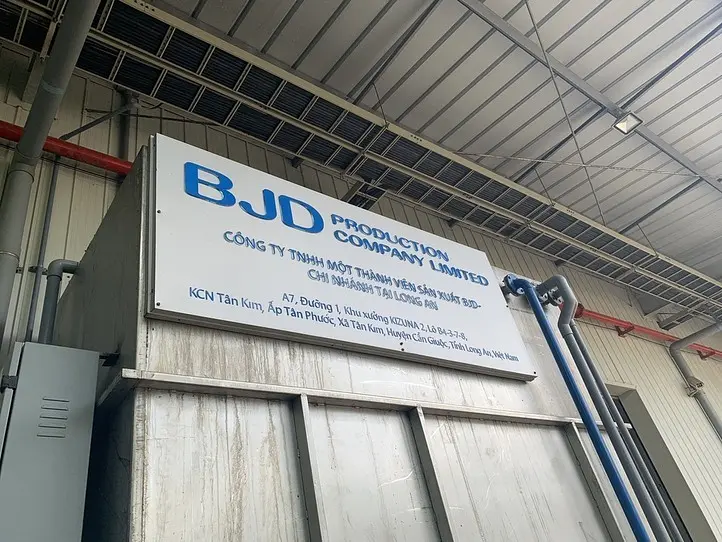 BJD PRODUCTION
COMPANY LIMITED
CÔNG TY TNHH MỘT THÀNH VIÊN SẢN XUẤT BJD-
CHI NHÁNH TẠI LONG AN
A7, Đường 1, Khu xưởng KIZUNA 2, Lô B4-3-7-8,
KCN Tân Kim, Ấp Tân Phước, Xã Tân Kim, Huyện Cần Giuộc, Tỉnh Long An, Việt Nam